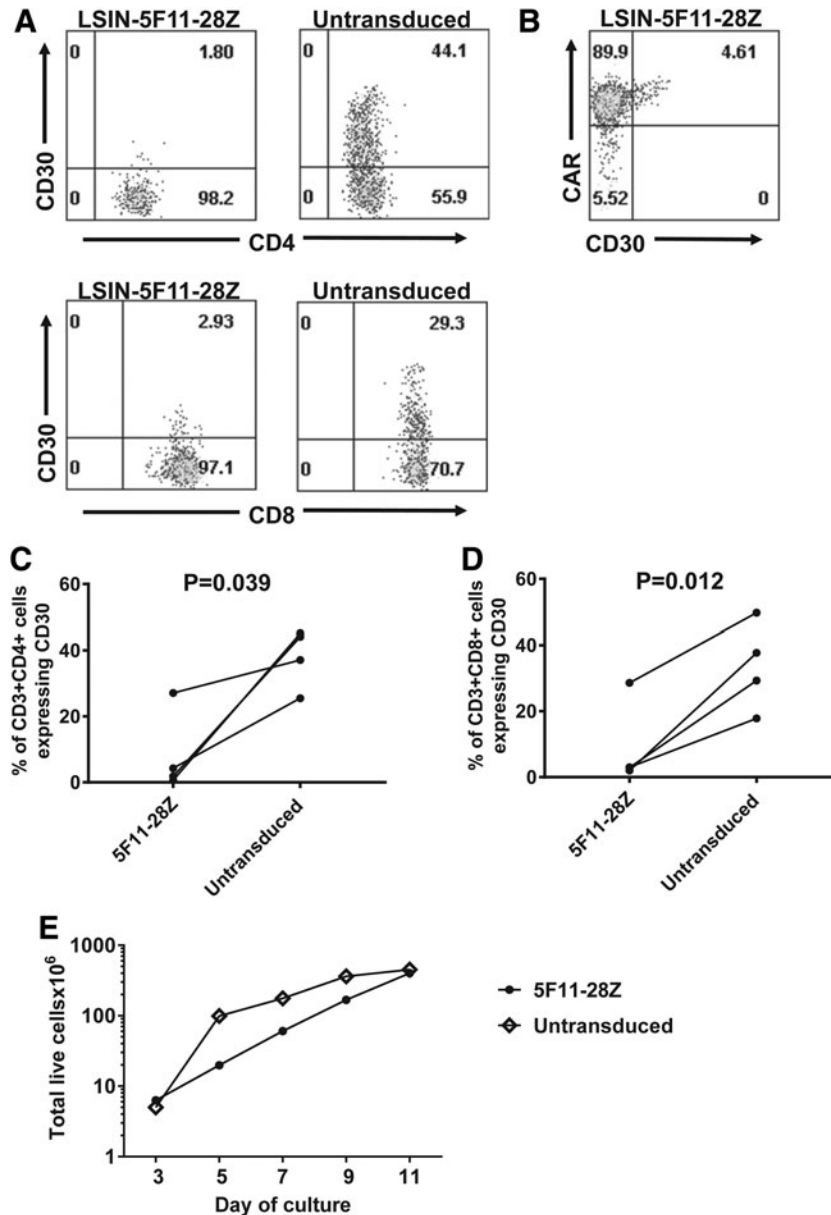 A
LSIN-5F11-28Z
Untransduced
B
LSIN-5F11-28Z
0
1.80
0
44.1
89.9
4.61
CD30
CAR
0
98.2
0
55.9
5.52
0
CD4
CD30
LSIN-5F11-28Z
Untransduced
0
2.93
0
29.3
CD30
0
97.1
0
70.7
CD8
C
P=0.039
% of CD3+CD4+ cells
expressing CD30
60
40
20
0
5F11-28Z
Untransduced
D
P=0.012
% of CD3+CD8+ cells
expressing CD30
60
40
20
0
5F11-28Z
Untransduced
E
Total live cellsx10⁶
1000
100
10
1
3 5 7 9 11
Day of culture
5F11-28Z
Untransduced